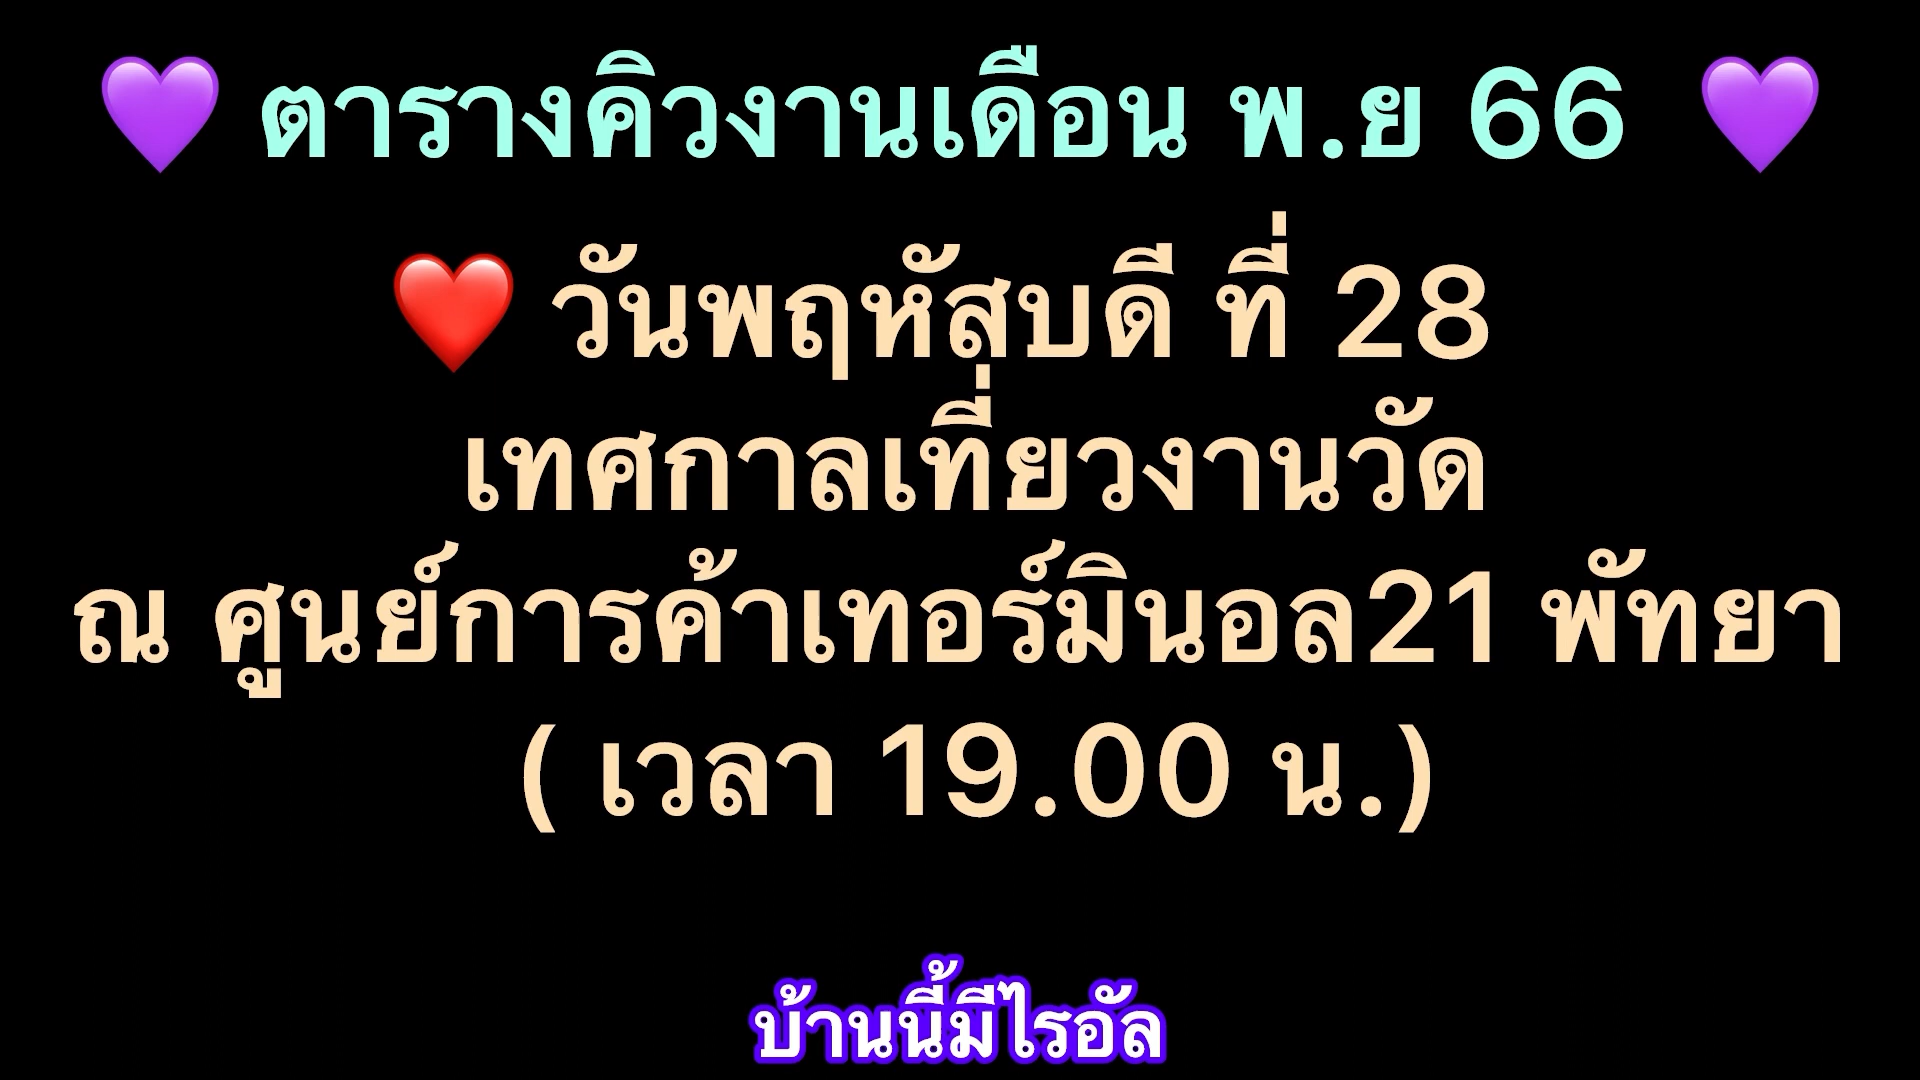 💜 ตารางคิวงานเดือน พ.ย 66 💜
❤️ วันพฤหัสบดี ที่ 28
เทศกาลเที่ยวงานวัด
ณ ศูนย์การค้าเทอร์มินอล21 พัทยา
( เวลา 19.00 น.)
บ้านนี้มีไรอัล